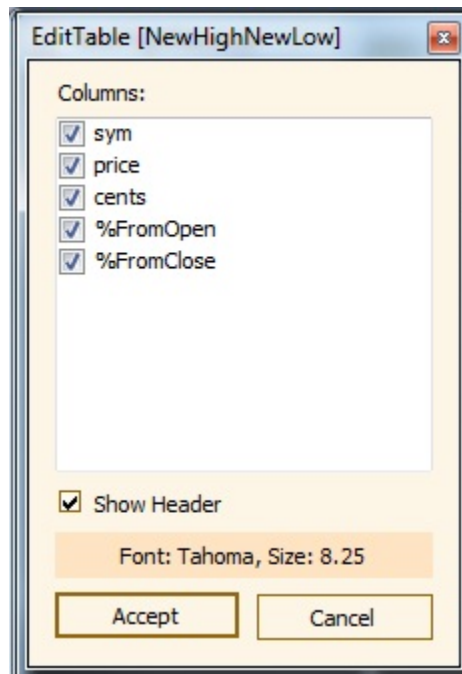 EditTable [NewHighNewLow]
Columns:
sym
price
cents
%FromOpen
%FromClose
Show Header
Font: Tahoma, Size: 8.25
Accept
Cancel